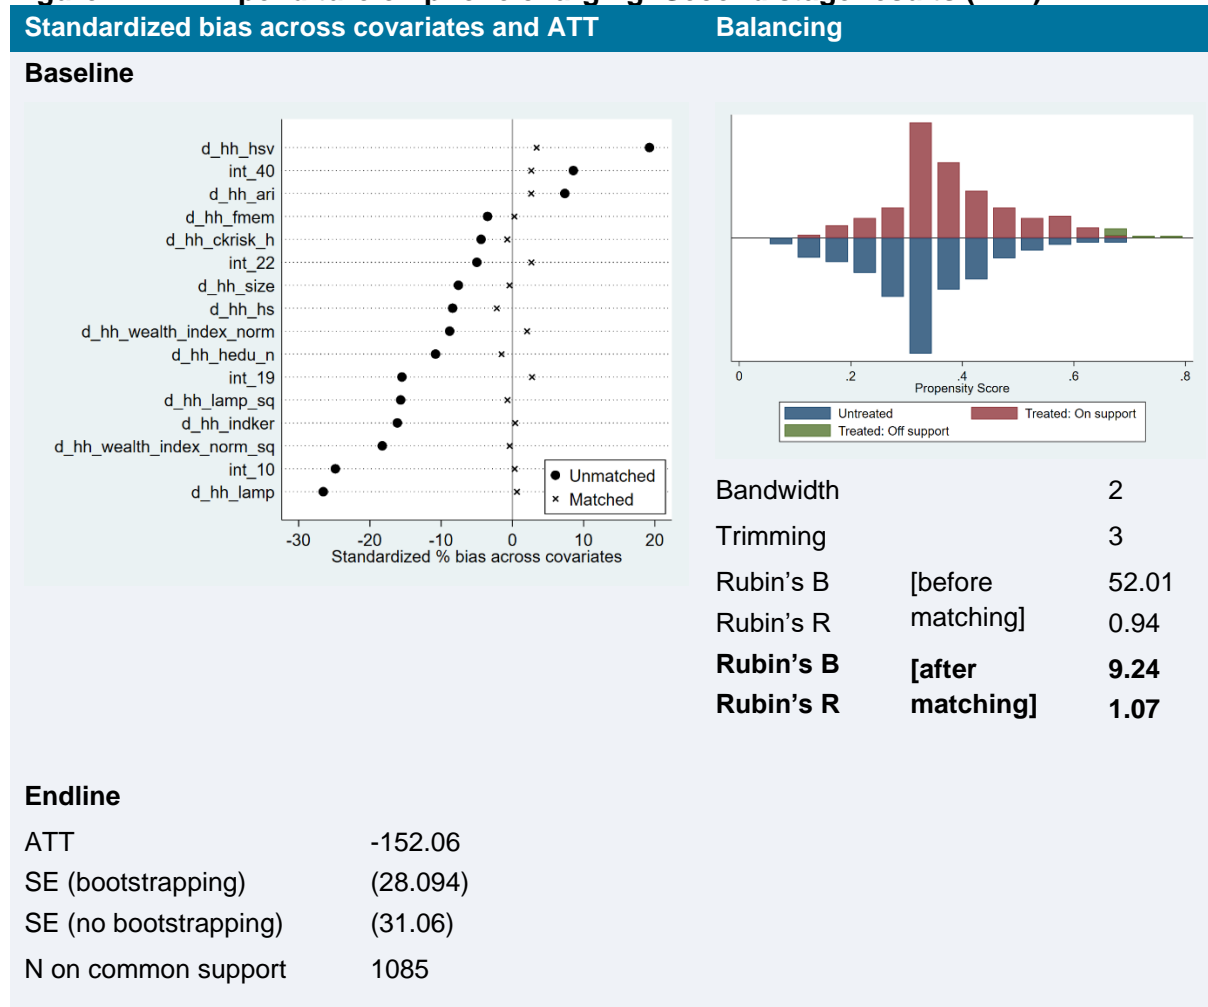 Standardized bias across covariates and ATT Balancing
Baseline
d_hh_hsv
int_40
d_hh_ari
d_hh_fmem
d_hh_ckrisk_h
int_22
d_hh_size
d_hh_hs
d_hh_wealth_index_norm
d_hh_hedu_n
int_19
d_hh_lamp_sq
d_hh_indker
d_hh_wealth_index_norm_sq
int_10
d_hh_lamp
Unmatched
Matched
-30 -20 -10 0 10 20
Standardized % bias across covariates
0 .2 .4 .6 .8
Propensity Score
Untreated Treated: On support
Treated: Off support
Bandwidth 2
Trimming 3
Rubin's B [before 52.01
Rubin's R matching] 0.94
Rubin's B [after 9.24
Rubin's R matching] 1.07
Endline
ATT -152.06
SE (bootstrapping) (28.094)
SE (no bootstrapping) (31.06)
N on common support 1085